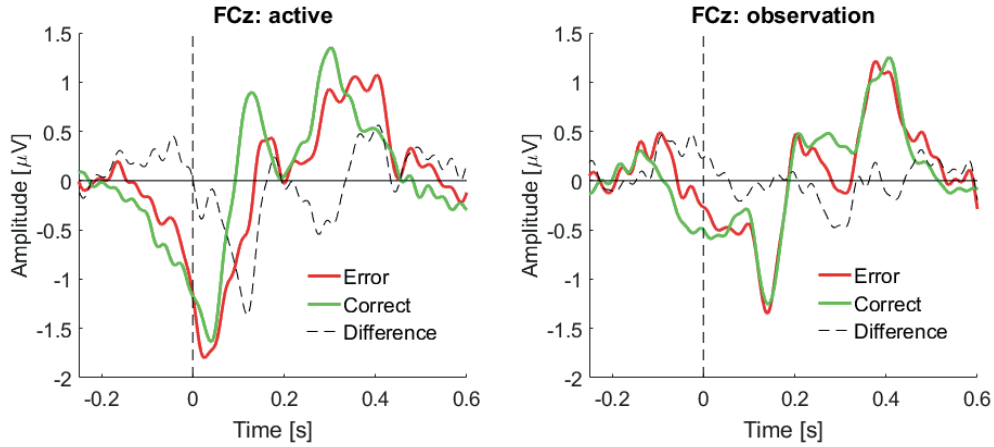 FCz: active
1.5
1
0.5
0
-0.5
-1
-1.5
-2
Amplitude [μV]
-0.2
0
0.2
0.4
0.6
Time [s]
Error
Correct
Difference
FCz: observation
1.5
1
0.5
0
-0.5
-1
-1.5
-2
Amplitude [μV]
-0.2
0
0.2
0.4
0.6
Time [s]
Error
Correct
Difference